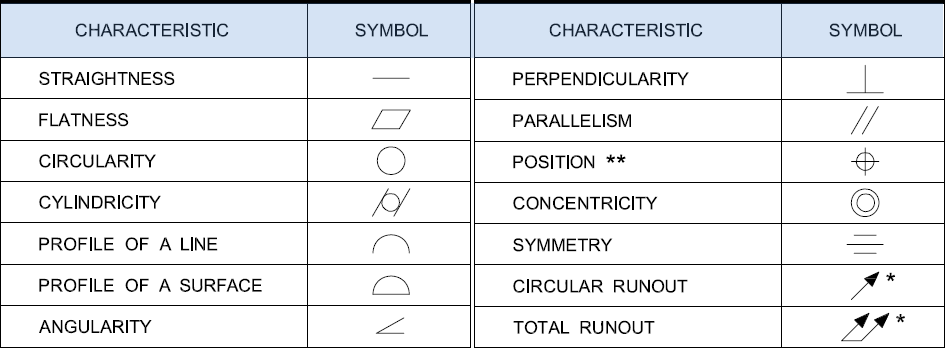 CHARACTERISTIC SYMBOL CHARACTERISTIC SYMBOL
STRAIGHTNESS PERPENDICULARITY
FLATNESS PARALLELISM
CIRCULARITY POSITION **
CYLINDRICITY CONCENTRICITY
PROFILE OF A LINE SYMMETRY
PROFILE OF A SURFACE CIRCULAR RUNOUT *
ANGULARITY TOTAL RUNOUT *